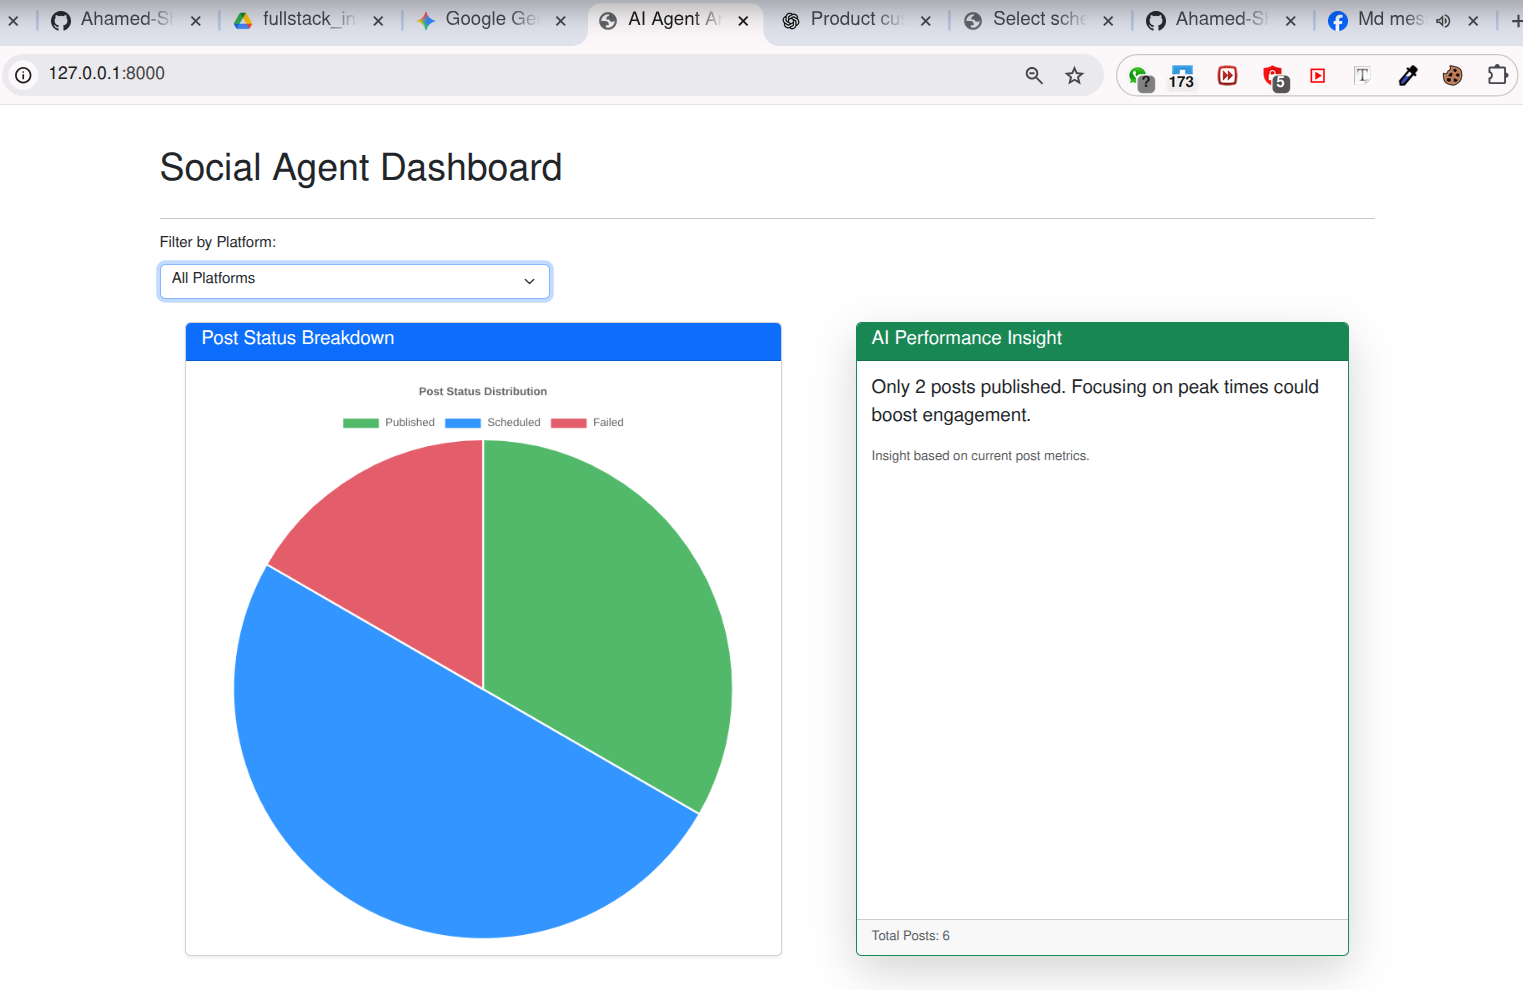 Ahamed-Sh
fullstack_in
Google Ge
AI Agent A
Product cu
Select sche
Ahamed-Sh
Md mes
127.0.0.1:8000
?
173
5
T
Social Agent Dashboard
Filter by Platform:
All Platforms
Post Status Breakdown
Post Status Distribution
Published
Scheduled
Failed
AI Performance Insight
Only 2 posts published. Focusing on peak times could
boost engagement.
Insight based on current post metrics.
Total Posts: 6